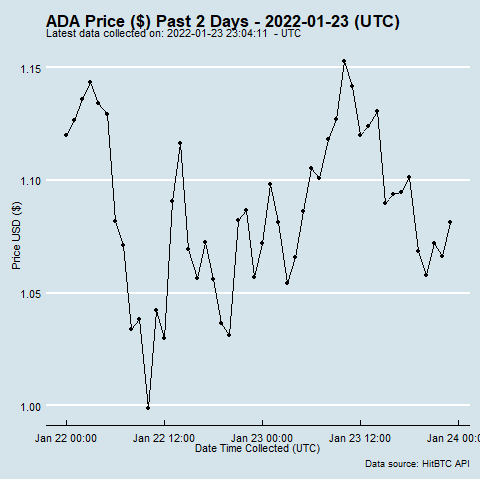 ADA Price ($) Past 2 Days - 2022-01-23 (UTC)
Latest data collected on: 2022-01-23 23:04:11  - UTC
1.15
1.10
1.05
1.00
Price USD ($)
Jan 22 00:00 Jan 22 12:00 Jan 23 00:00 Jan 23 12:00 Jan 24 00:
Date Time Collected (UTC)
Data source: HitBTC API